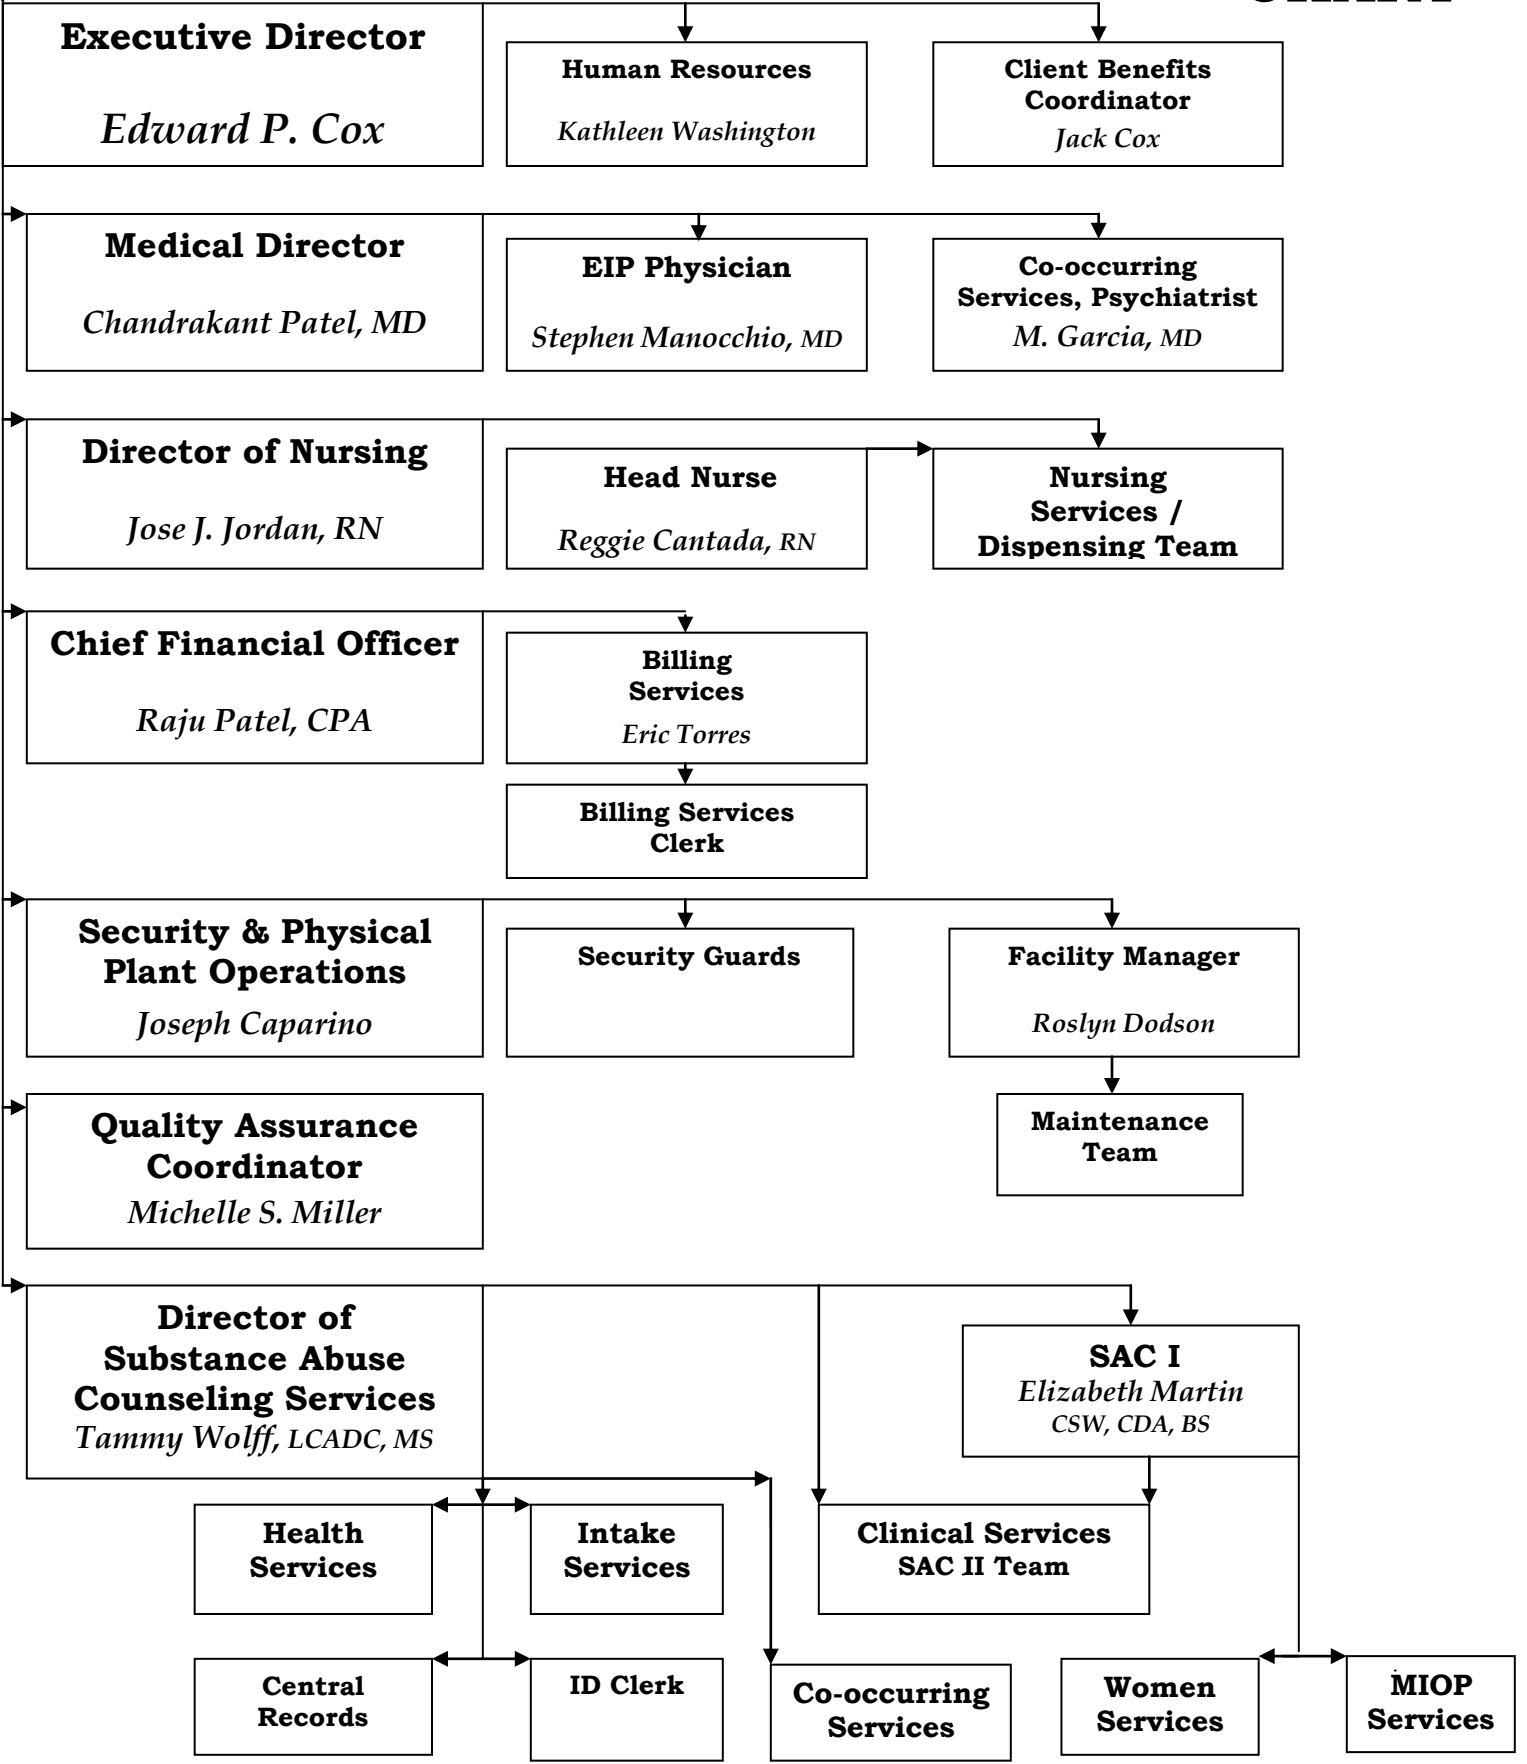 Executive Director
Edward P. Cox
Human Resources
Kathleen Washington
Client Benefits
Coordinator
Jack Cox
Medical Director
Chandrakant Patel, MD
EIP Physician
Stephen Manocchio, MD
Co-occurring
Services, Psychiatrist
M. Garcia, MD
Director of Nursing
Jose J. Jordan, RN
Head Nurse
Reggie Cantada, RN
Nursing
Services /
Dispensing Team
Chief Financial Officer
Raju Patel, CPA
Billing
Services
Eric Torres
Billing Services
Clerk
Security & Physical
Plant Operations
Joseph Caparino
Security Guards
Facility Manager
Roslyn Dodson
Maintenance
Team
Quality Assurance
Coordinator
Michelle S. Miller
Director of
Substance Abuse
Counseling Services
Tammy Wolff, LCADC, MS
SAC I
Elizabeth Martin
CSW, CDA, BS
Health
Services
Intake
Services
Clinical Services
SAC II Team
Central
Records
ID Clerk
Co-occurring
Services
Women
Services
MIOP
Services